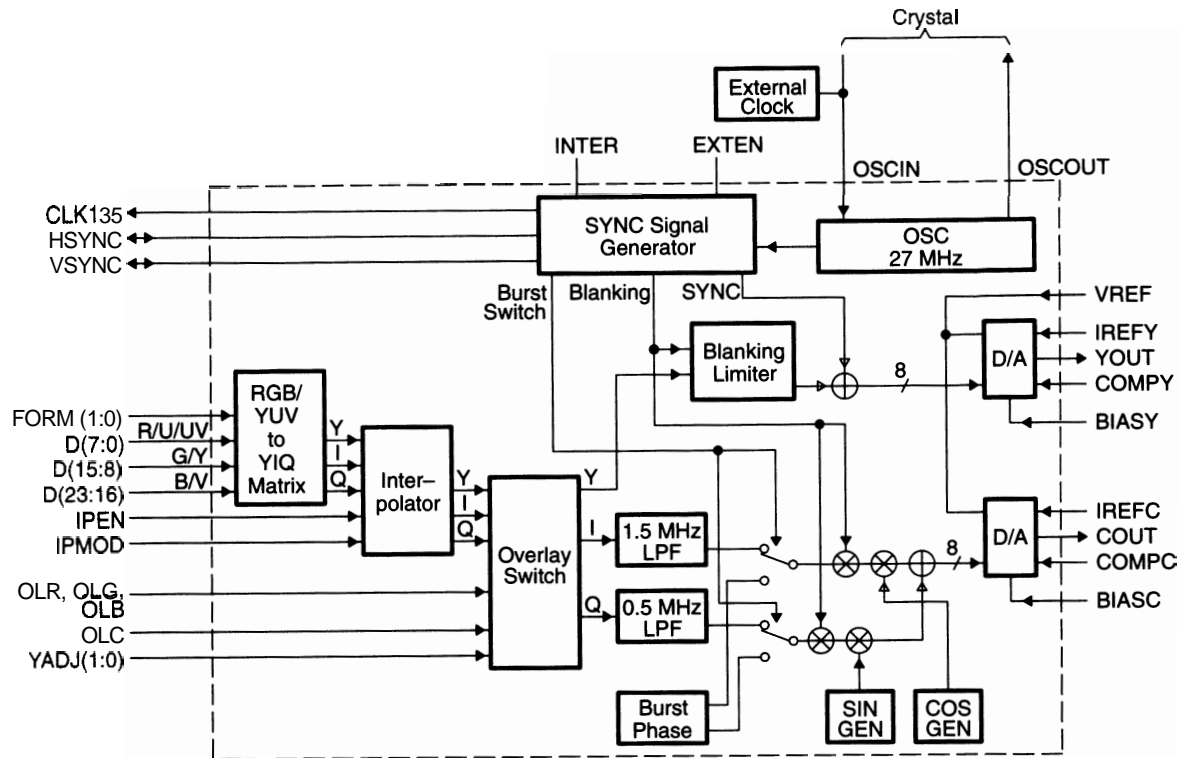 Crystal
External
Clock
INTER
EXTEN
OSCIN
OSCOUT
CLK135
HSYNC
VSYNC
SYNC Signal
Generator
OSC
27 MHz
Burst
Switch
Blanking
SYNC
VREF
IREFY
YOUT
COMPY
BIASY
D/A
Blanking
Limiter
8
RGB/
YUV
to
YIQ
Matrix
FORM (1:0)
D(7:0)
R/U/UV
D(15:8)
G/Y
D(23:16)
B/V
IPEN
IPMOD
Y
I
Q
Inter–
polator
Y
I
Q
Overlay
Switch
Y
I
Q
1.5 MHz
LPF
0.5 MHz
LPF
8
D/A
IREFC
COUT
COMPC
BIASC
OLR, OLG,
OLB
OLC
YADJ(1:0)
Burst
Phase
SIN
GEN
COS
GEN